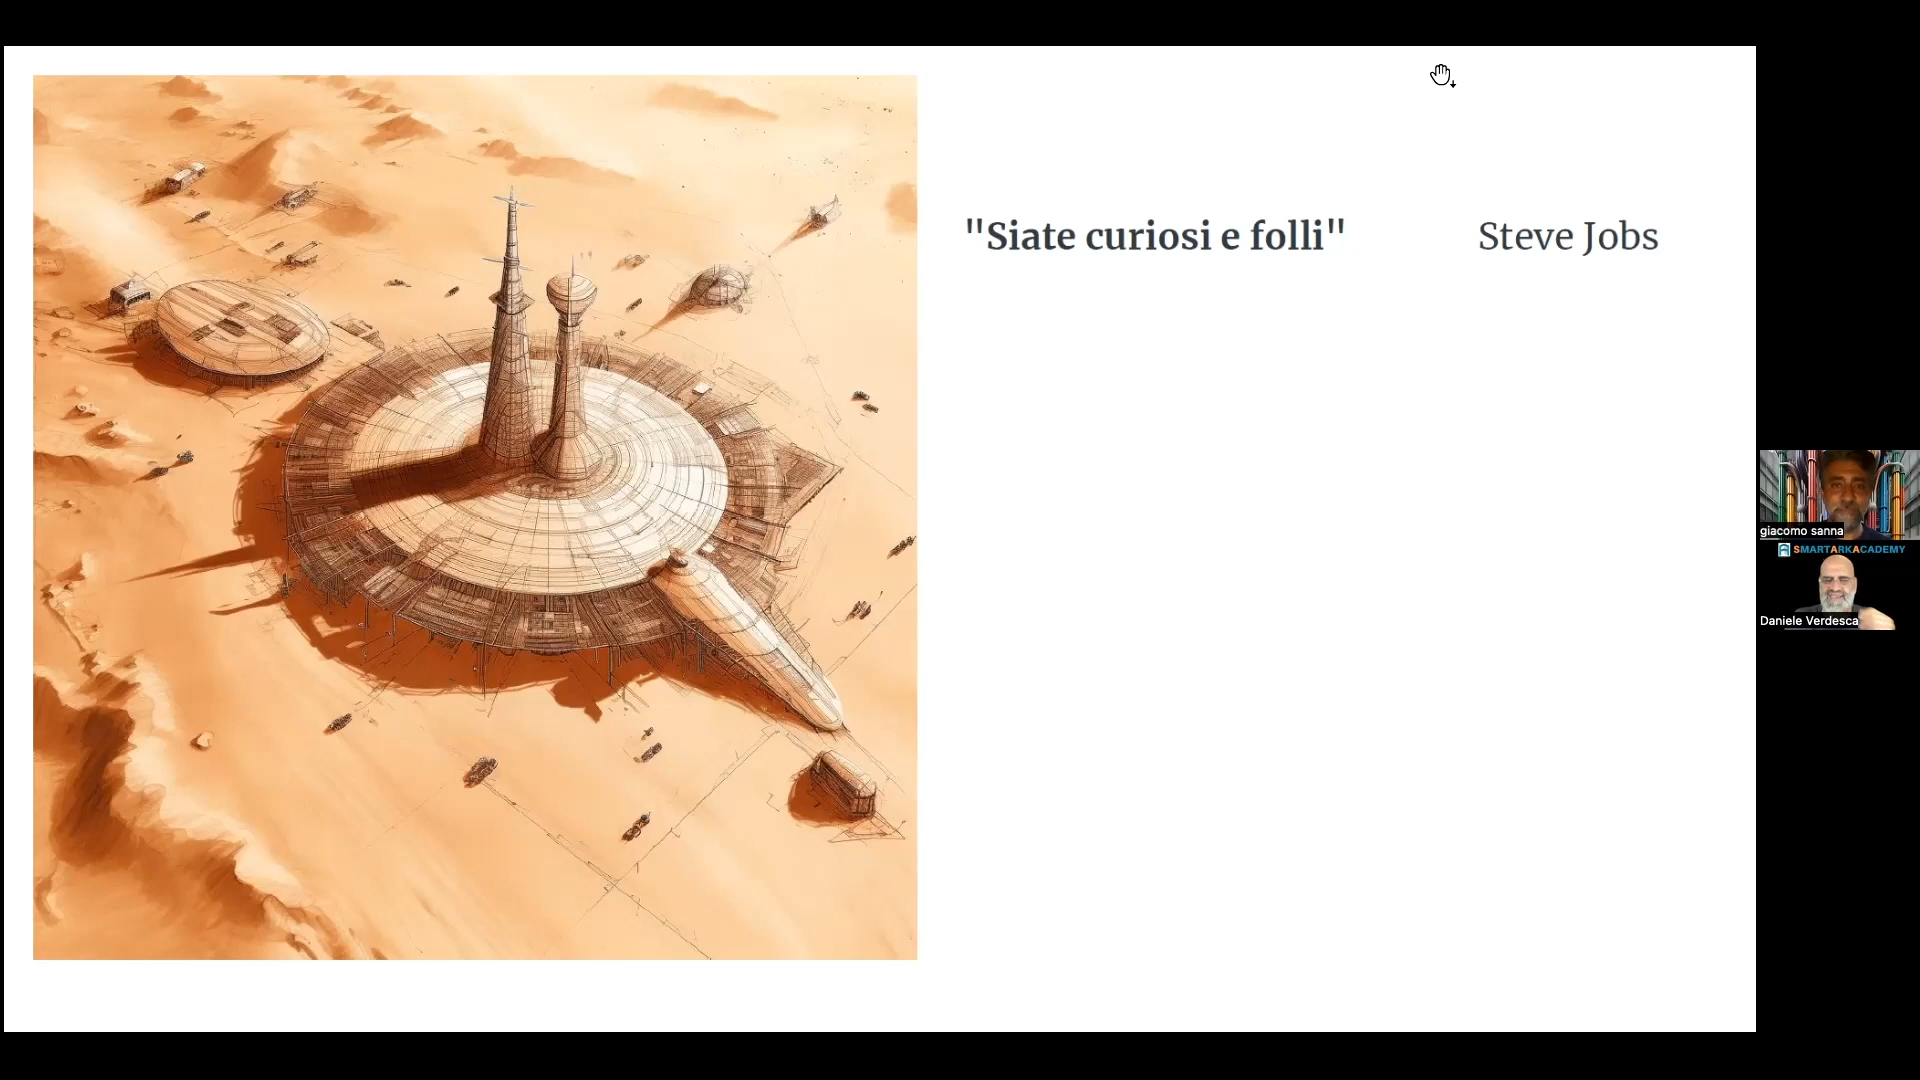 "Siate curiosi e folli" Steve Jobs
giacomo sanna
SMARTARKACADEMY
Daniele Verdesca